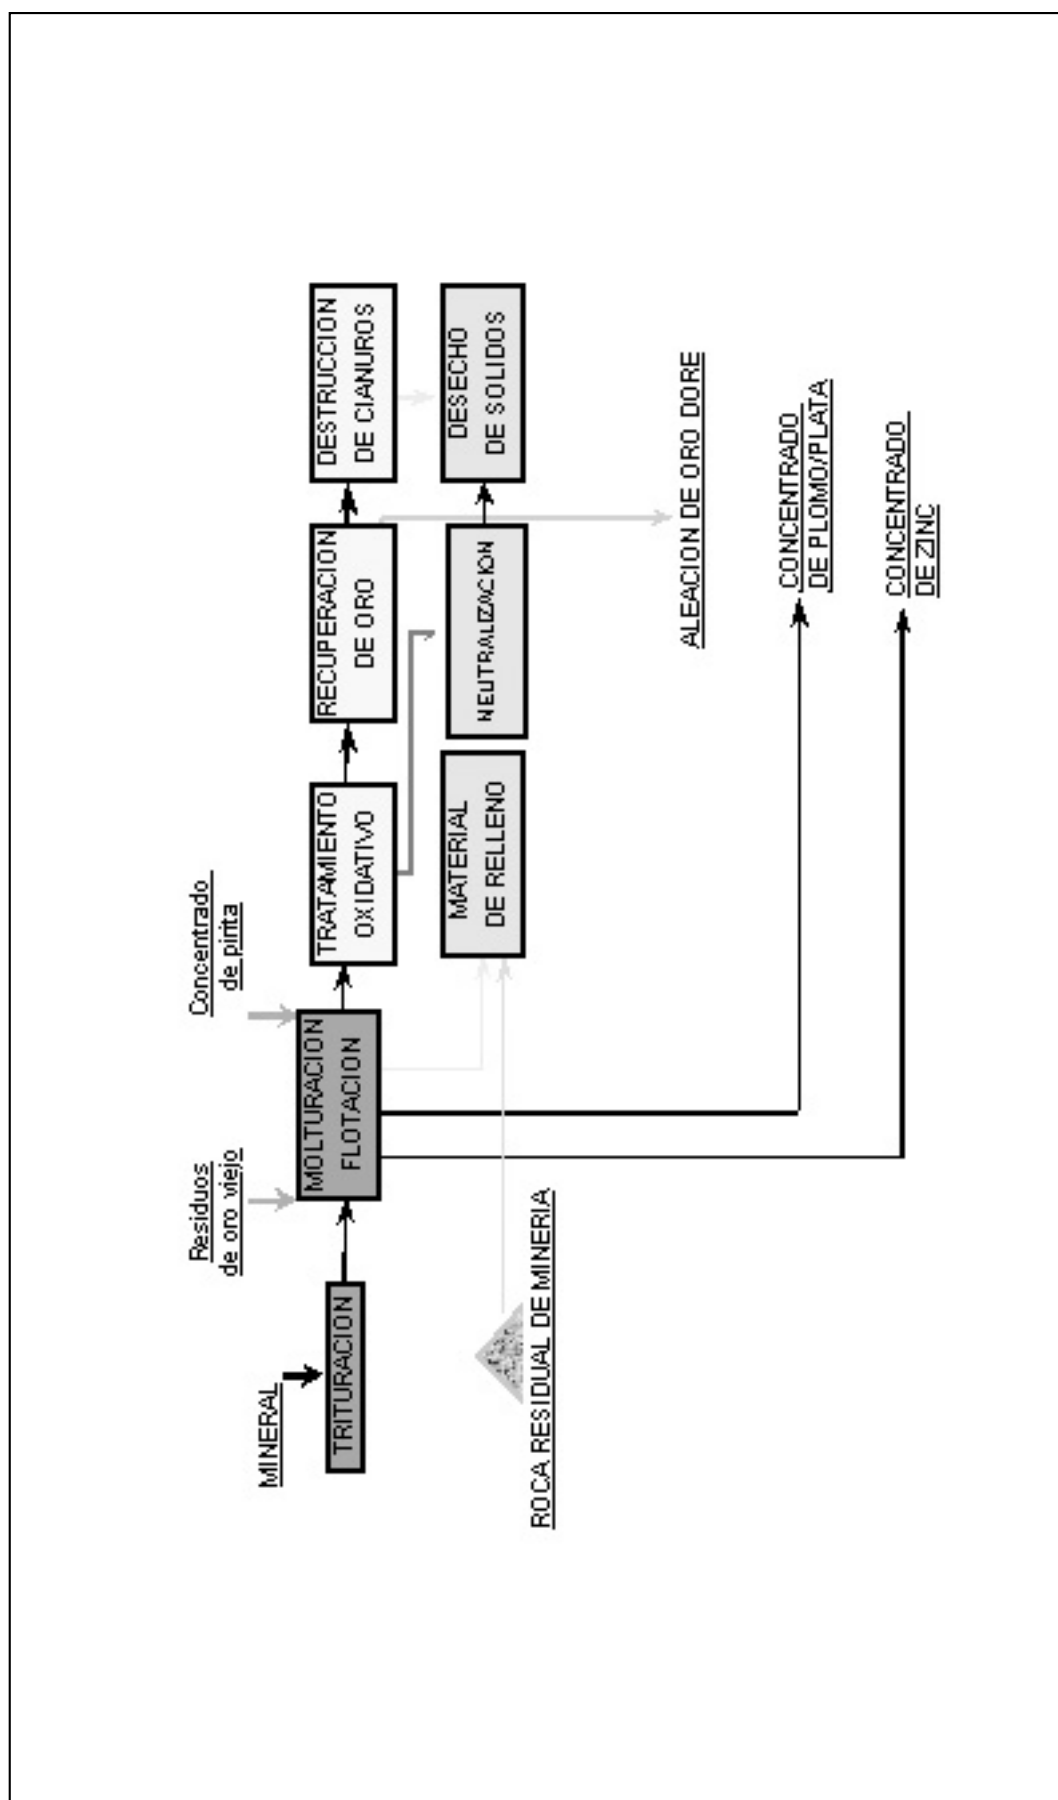 MINERAL
TRITURACION
Residuos
de oro viejo
Concentrado
de pirita
MOLTURACION
FLOTACION
TRATAMIENTO
OXIDATIVO
RECUPERACION
DE ORO
DESTRUCCION
DE CIANUROS
MATERIAL
DE RELLENO
NEUTRALIZACION
DESECHO
DE SOLIDOS
ROCA RESIDUAL DE MINERIA
ALEACION DE ORO DORE
CONCENTRADO
DE PLOMO/PLATA
CONCENTRADO
DE ZINC